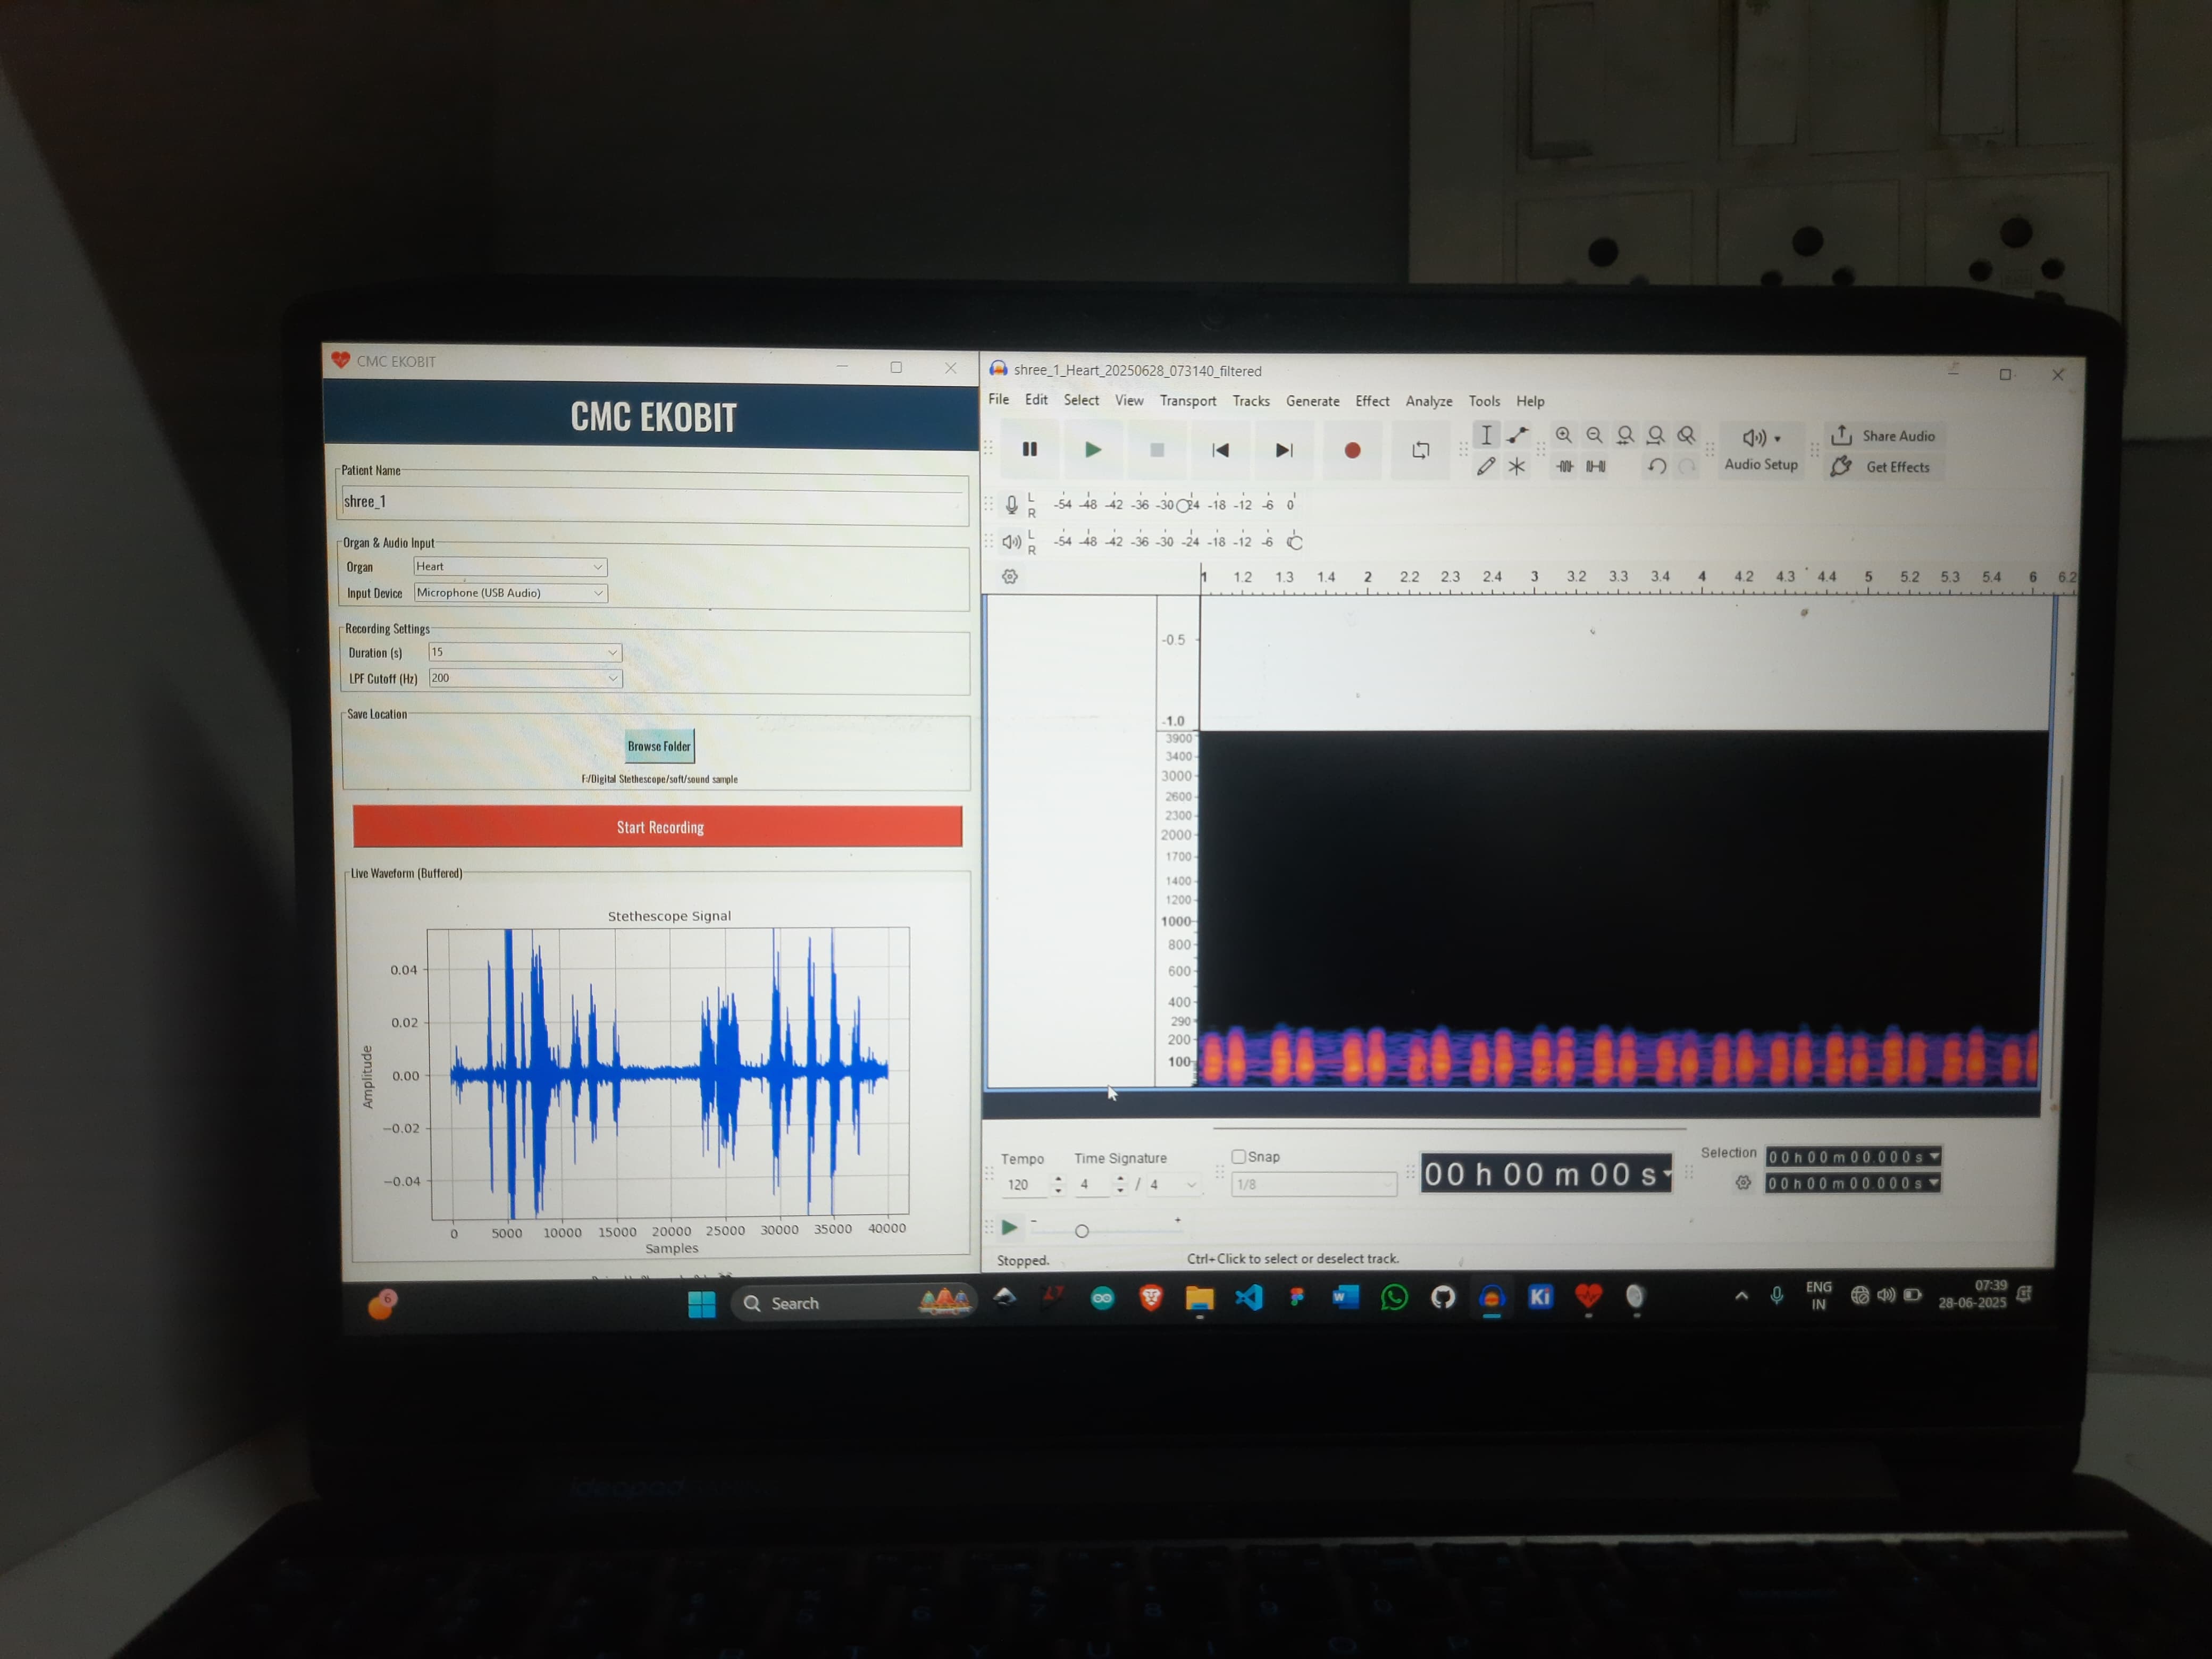 CMC EKOBIT
CMC EKOBIT
Patient Name
shree_1
Organ & Audio Input
Organ
Heart
Input Device
Microphone (USB Audio)
Recording Settings
Duration (s)
15
LPF Cutoff (Hz)
200
Save Location
Browse Folder
F:/Digital Stethescope/soft/sound sample
Start Recording
Live Waveform (Buffered)
Stethescope Signal
Amplitude
0.04
0.02
0.00
−0.02
−0.04
0 5000 10000 15000 20000 25000 30000 35000 40000
Samples
shree_1_Heart_20250628_073140_filtered
File Edit Select View Transport Tracks Generate Effect Analyze Tools Help
Audio Setup
Share Audio
Get Effects
L
R
-54 -48 -42 -36 -30 -24 -18 -12 -6 0
L
R
-54 -48 -42 -36 -30 -24 -18 -12 -6
1 1.2 1.3 1.4 2 2.2 2.3 2.4 3 3.2 3.3 3.4 4 4.2 4.3 4.4 5 5.2 5.3 5.4 6 6.2
-0.5
-1.0
3900
3400
3000
2600
2300
2000
1700
1400
1200
1000
800
600
400
290
200
100
Tempo
120
Time Signature
4 / 4
Snap
1/8
00 h 00 m 00 s
Selection
00 h 00 m 00.000 s
00 h 00 m 00.000 s
- +
Stopped.
Ctrl+Click to select or deselect track.
6
Search
Ki
ENG
IN
07:39
28-06-2025
ideapad